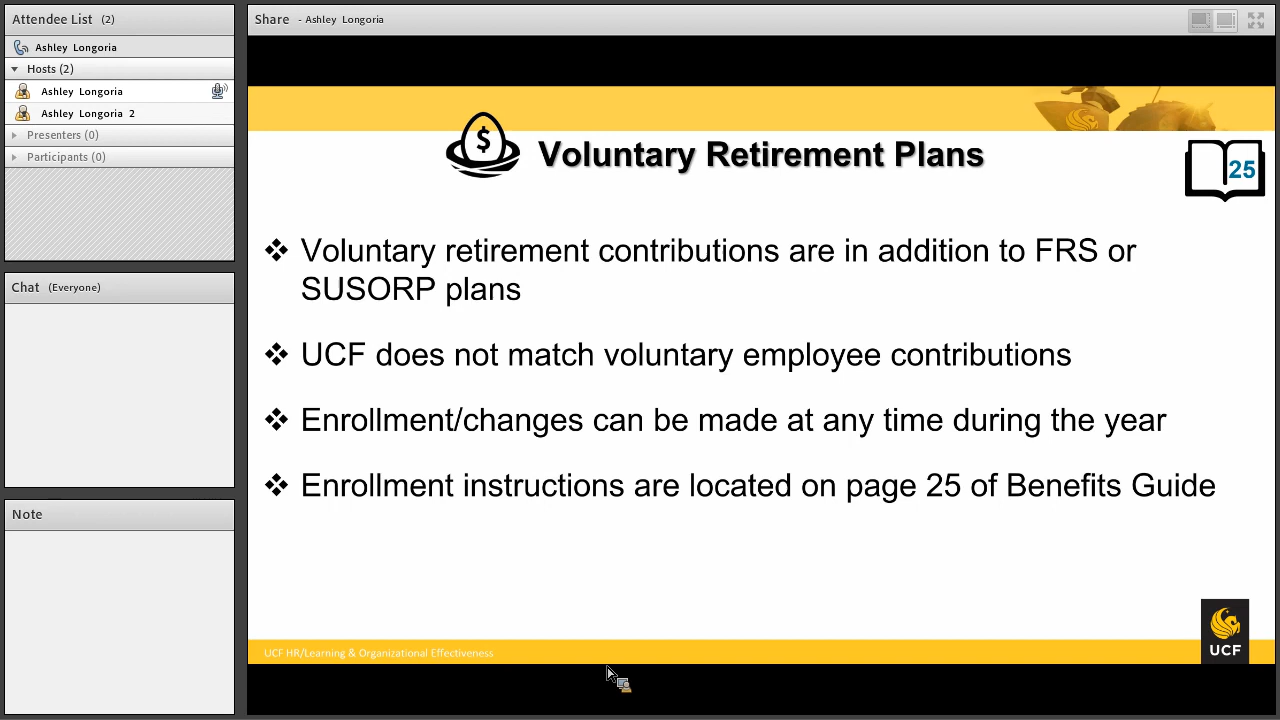 Attendee List (2)
Ashley Longoria
Hosts (2)
Ashley Longoria
Ashley Longoria 2
Presenters (0)
Participants (0)
Chat (Everyone)
Note
Share - Ashley Longoria
$
Voluntary Retirement Plans
25
❖ Voluntary retirement contributions are in addition to FRS or
SUSORP plans
❖ UCF does not match voluntary employee contributions
❖ Enrollment/changes can be made at any time during the year
❖ Enrollment instructions are located on page 25 of Benefits Guide
UCF HR/Learning & Organizational Effectiveness
UCF